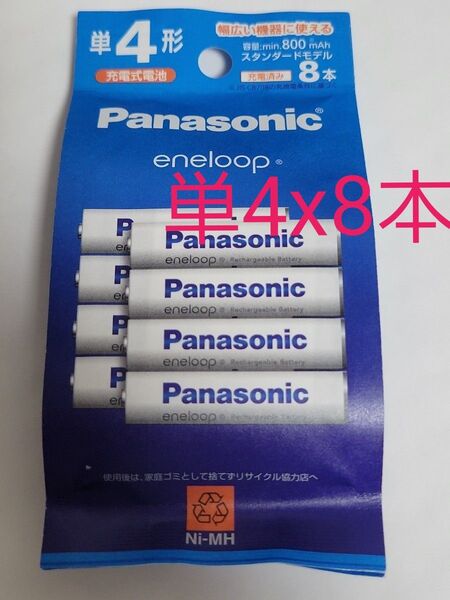 単4形
充電式電池
幅広い機器に使える
容量:min.800mAh
スタンダードモデル
充電済み 8本
Panasonic
eneloop®
単4x8本
Panasonic
eneloop® Rechargeable Battery
Panasonic
eneloop® Rechargeable Battery
Panasonic
eneloop® Rechargeable Battery
Panasonic
eneloop® Rechargeable Battery
使用後は、家庭ゴミとして捨てずリサイクル協力店へ
Ni-MH